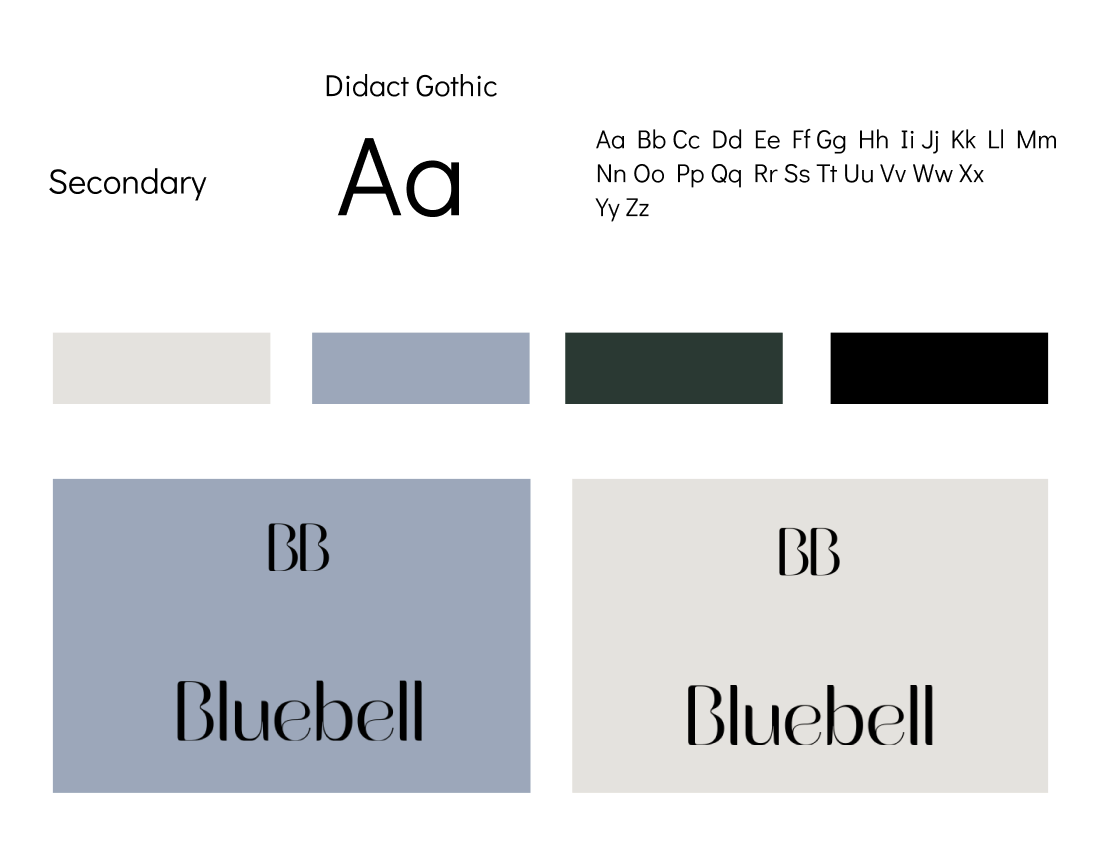 Didact Gothic
Secondary
Aa
Aa Bb Cc Dd Ee Ff Gg Hh Ii Jj Kk Ll Mm
Nn Oo Pp Qq Rr Ss Tt Uu Vv Ww Xx
Yy Zz
BB
Bluebell
BB
Bluebell